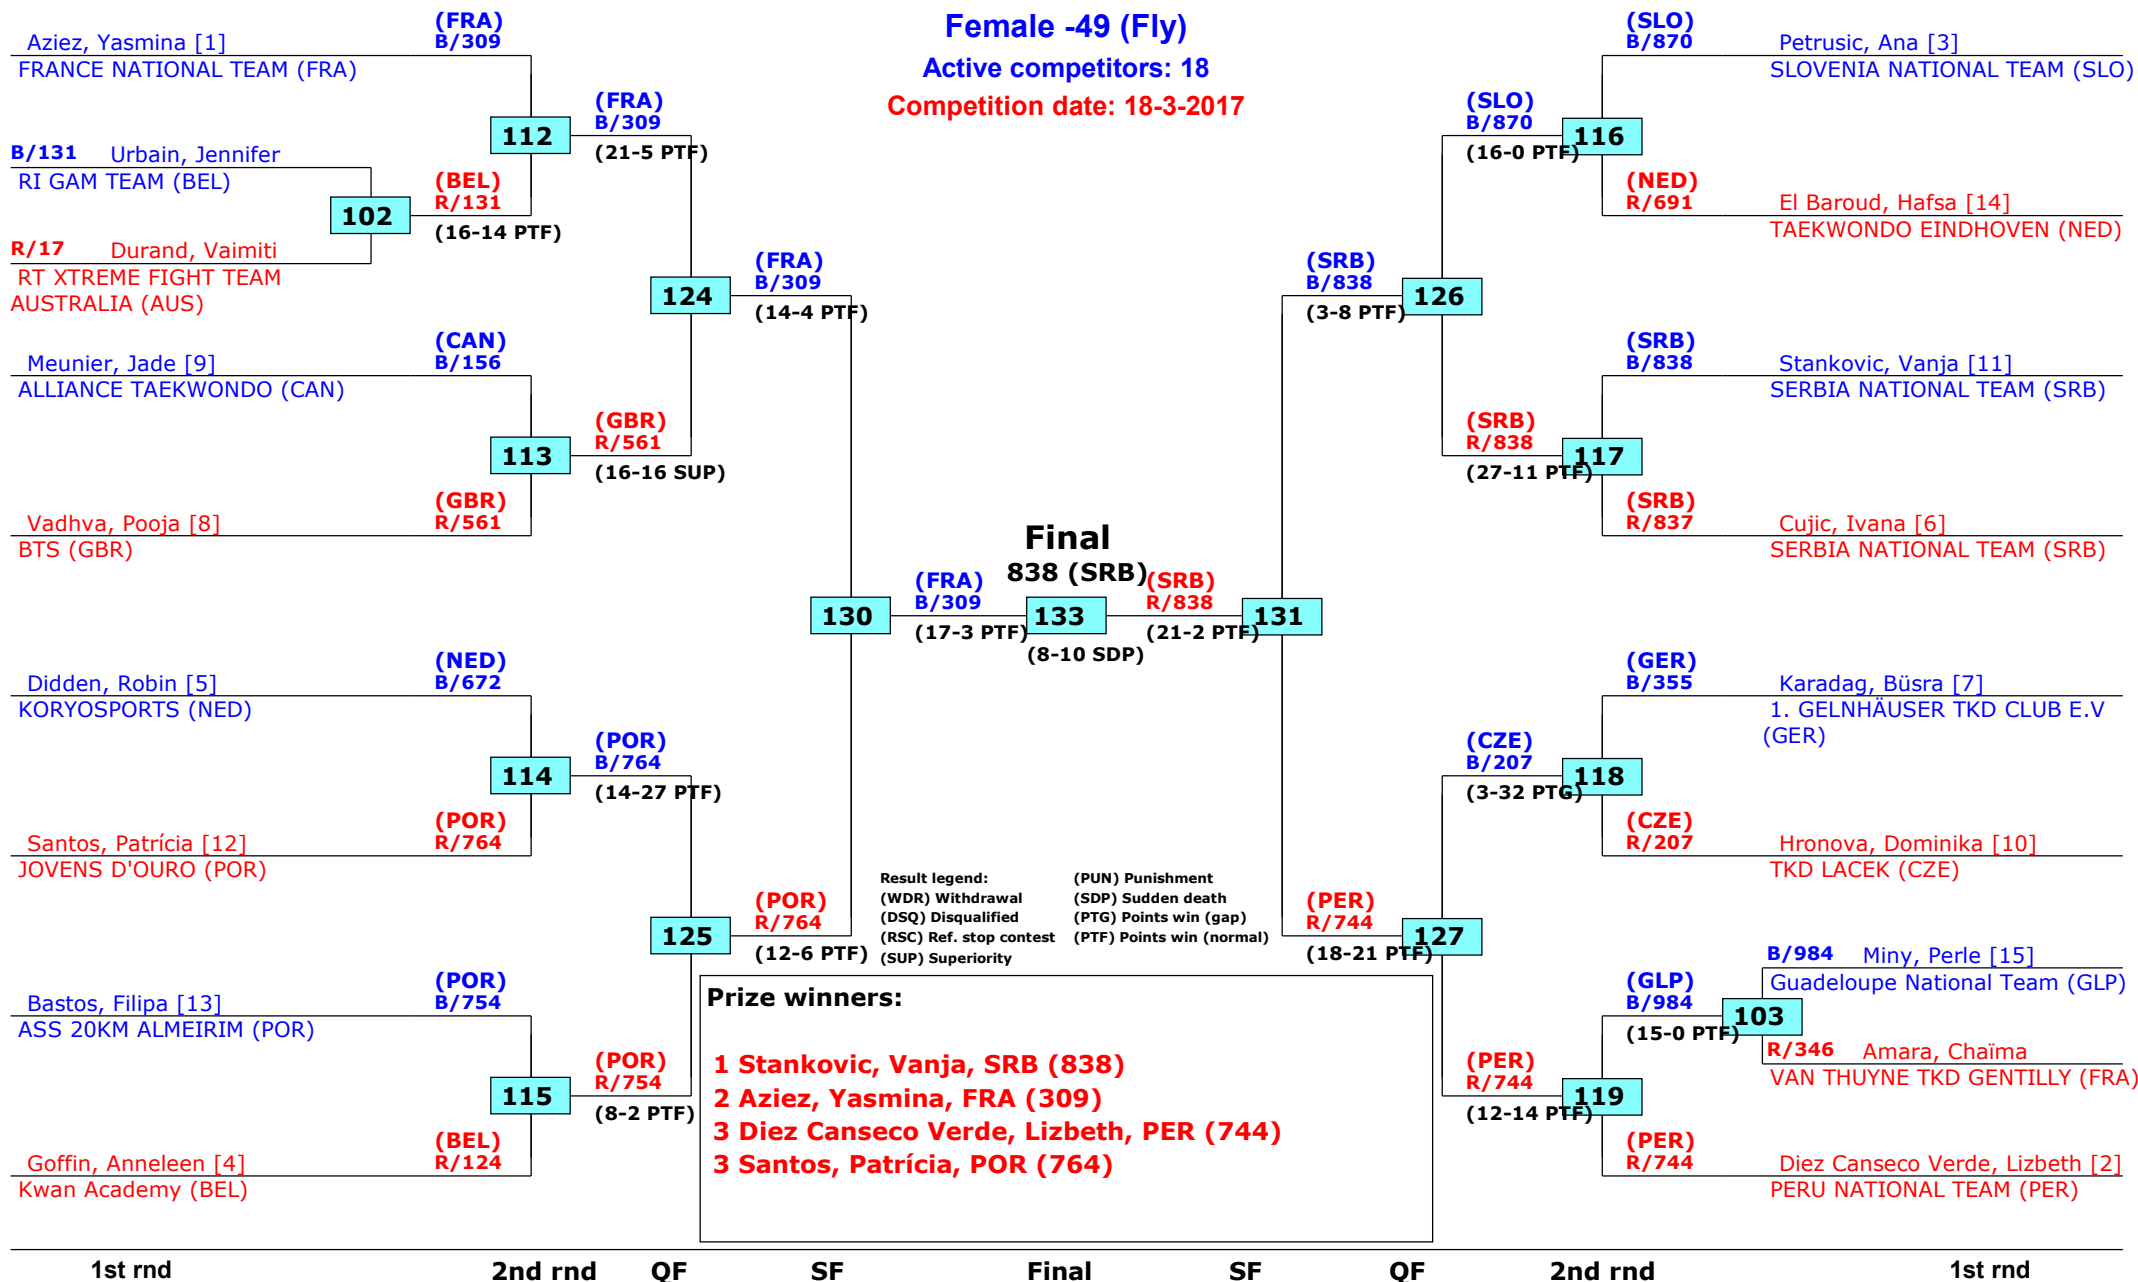 Female -49 (Fly)
Active competitors: 18
Competition date: 18-3-2017
(FRA)
B/309
Aziez, Yasmina [1]
FRANCE NATIONAL TEAM (FRA)
112
(FRA)
B/309
(21-5 PTF)
B/131 Urbain, Jennifer
RI GAM TEAM (BEL)
102
(BEL)
R/131
(16-14 PTF)
R/17 Durand, Vaimiti
RT XTREME FIGHT TEAM
AUSTRALIA (AUS)
124
(FRA)
B/309
(14-4 PTF)
(CAN)
B/156
Meunier, Jade [9]
ALLIANCE TAEKWONDO (CAN)
113
(GBR)
R/561
(16-16 SUP)
(GBR)
R/561
Vadhva, Pooja [8]
BTS (GBR)
130
(FRA)
B/309
(17-3 PTF)
Final
838 (SRB)
133
(8-10 SDP)
(SRB)
R/838
(21-2 PTF)
131
(NED)
B/672
Didden, Robin [5]
KORYOSPORTS (NED)
114
(POR)
B/764
(14-27 PTF)
(POR)
R/764
Santos, Patrícia [12]
JOVENS D'OURO (POR)
125
(POR)
R/764
(12-6 PTF)
(POR)
B/754
Bastos, Filipa [13]
ASS 20KM ALMEIRIM (POR)
115
(POR)
R/754
(8-2 PTF)
(BEL)
R/124
Goffin, Anneleen [4]
Kwan Academy (BEL)
(SLO)
B/870
Petrusic, Ana [3]
SLOVENIA NATIONAL TEAM (SLO)
(SLO)
B/870
(16-0 PTF)
116
(NED)
R/691
El Baroud, Hafsa [14]
TAEKWONDO EINDHOVEN (NED)
(SRB)
B/838
(3-8 PTF)
126
(SRB)
B/838
Stankovic, Vanja [11]
SERBIA NATIONAL TEAM (SRB)
(SRB)
R/838
(27-11 PTF)
117
(SRB)
R/837
Cujic, Ivana [6]
SERBIA NATIONAL TEAM (SRB)
(GER)
B/355
Karadag, Büsra [7]
1. GELNHÄUSER TKD CLUB E.V
(GER)
(CZE)
B/207
(3-32 PTG)
118
(CZE)
R/207
Hronova, Dominika [10]
TKD LACEK (CZE)
(PER)
R/744
(18-21 PTF)
127
B/984 Miny, Perle [15]
Guadeloupe National Team (GLP)
(GLP)
B/984
(15-0 PTF)
103
R/346 Amara, Chaïma
VAN THUYNE TKD GENTILLY (FRA)
(PER)
R/744
(12-14 PTF)
119
(PER)
R/744
Diez Canseco Verde, Lizbeth [2]
PERU NATIONAL TEAM (PER)
Result legend: (PUN) Punishment
(WDR) Withdrawal (SDP) Sudden death
(DSQ) Disqualified (PTG) Points win (gap)
(RSC) Ref. stop contest (PTF) Points win (normal)
(SUP) Superiority
Prize winners:
1 Stankovic, Vanja, SRB (838)
2 Aziez, Yasmina, FRA (309)
3 Diez Canseco Verde, Lizbeth, PER (744)
3 Santos, Patrícia, POR (764)
1st rnd 2nd rnd QF SF Final SF QF 2nd rnd 1st rnd